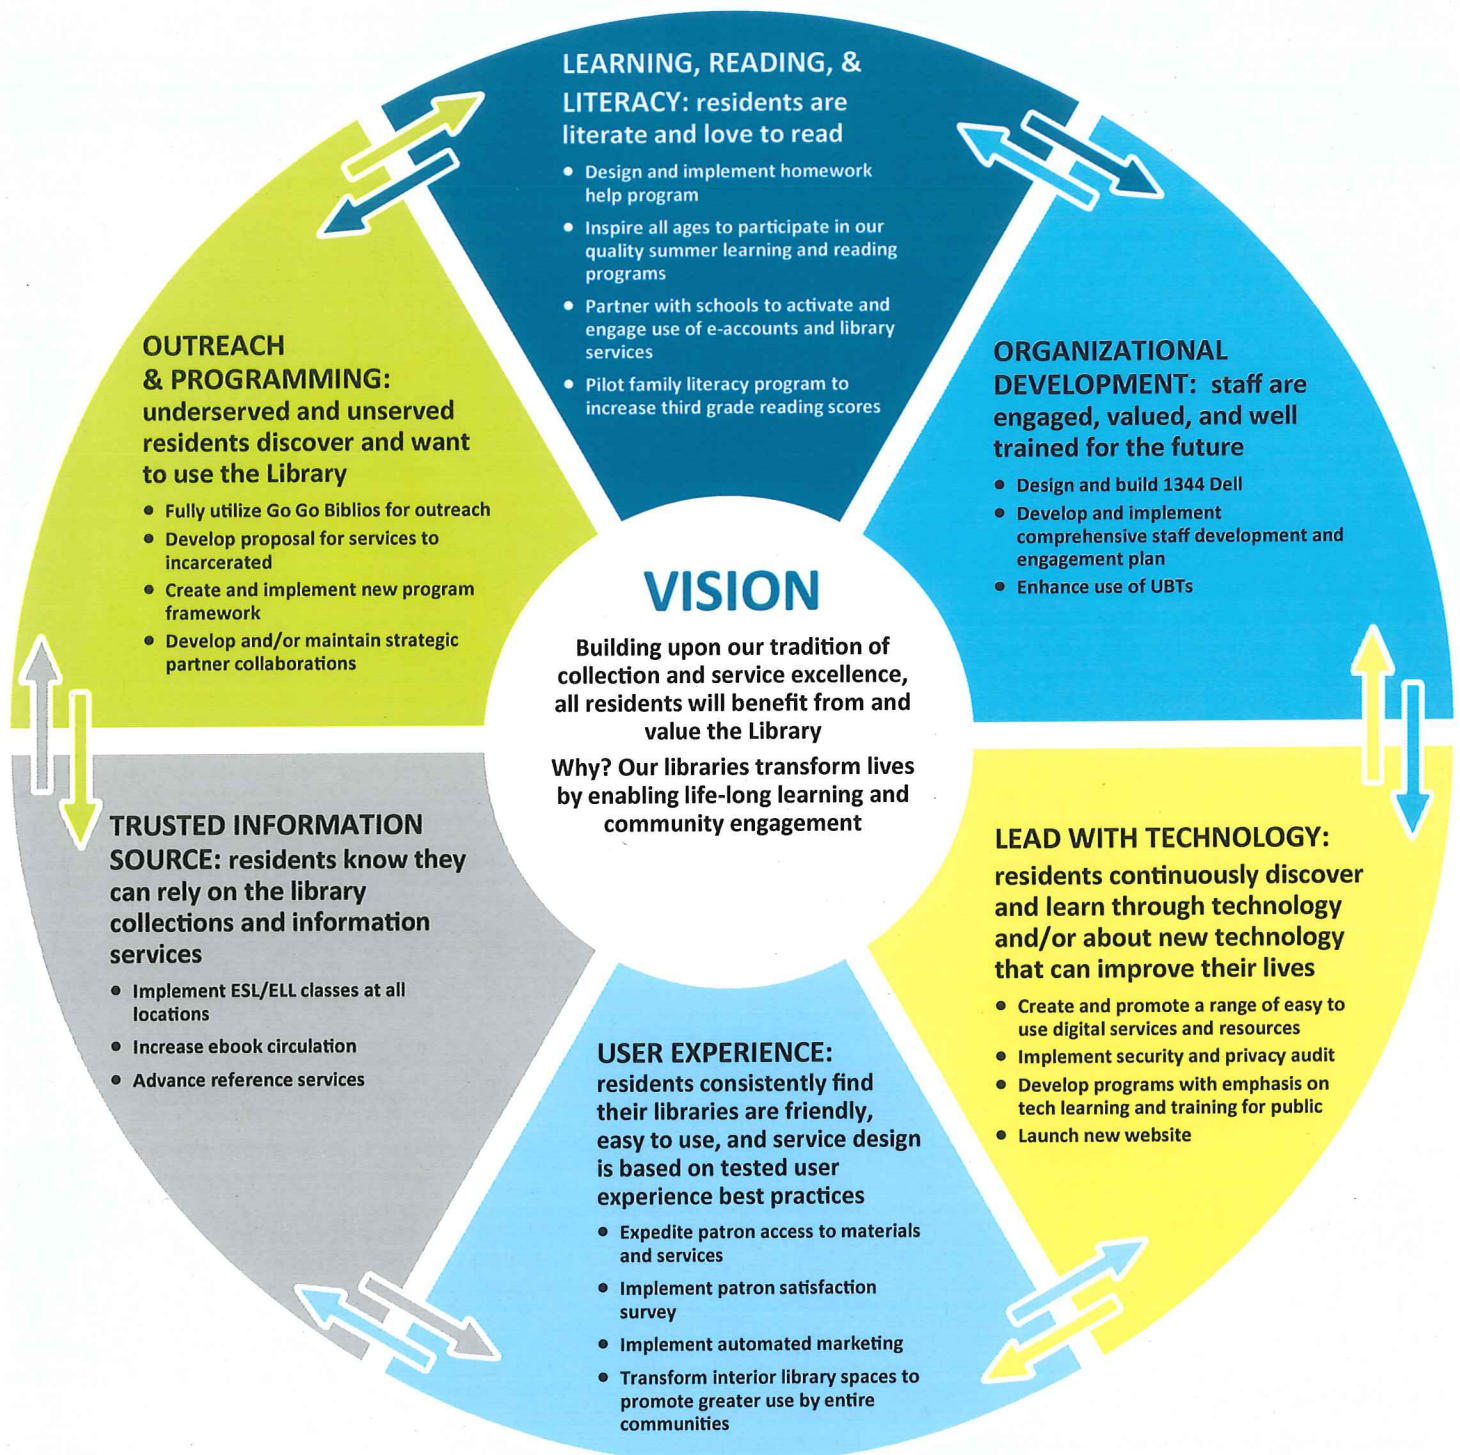 LEARNING, READING, &
LITERACY: residents are
literate and love to read
• Design and implement homework
help program
• Inspire all ages to participate in our
quality summer learning and reading
programs
• Partner with schools to activate and
engage use of e-accounts and library
services
• Pilot family literacy program to
increase third grade reading scores
ORGANIZATIONAL
DEVELOPMENT: staff are
engaged, valued, and well
trained for the future
• Design and build 1344 Dell
• Develop and implement
comprehensive staff development and
engagement plan
• Enhance use of UBTs
LEAD WITH TECHNOLOGY:
residents continuously discover
and learn through technology
and/or about new technology
that can improve their lives
• Create and promote a range of easy to
use digital services and resources
• Implement security and privacy audit
• Develop programs with emphasis on
tech learning and training for public
• Launch new website
USER EXPERIENCE:
residents consistently find
their libraries are friendly,
easy to use, and service design
is based on tested user
experience best practices
• Expedite patron access to materials
and services
• Implement patron satisfaction
survey
• Implement automated marketing
• Transform interior library spaces to
promote greater use by entire
communities
TRUSTED INFORMATION
SOURCE: residents know they
can rely on the library
collections and information
services
• Implement ESL/ELL classes at all
locations
• Increase ebook circulation
• Advance reference services
OUTREACH
& PROGRAMMING:
underserved and unserved
residents discover and want
to use the Library
• Fully utilize Go Go Biblios for outreach
• Develop proposal for services to
incarcerated
• Create and implement new program
framework
• Develop and/or maintain strategic
partner collaborations
VISION
Building upon our tradition of
collection and service excellence,
all residents will benefit from and
value the Library
Why? Our libraries transform lives
by enabling life-long learning and
community engagement